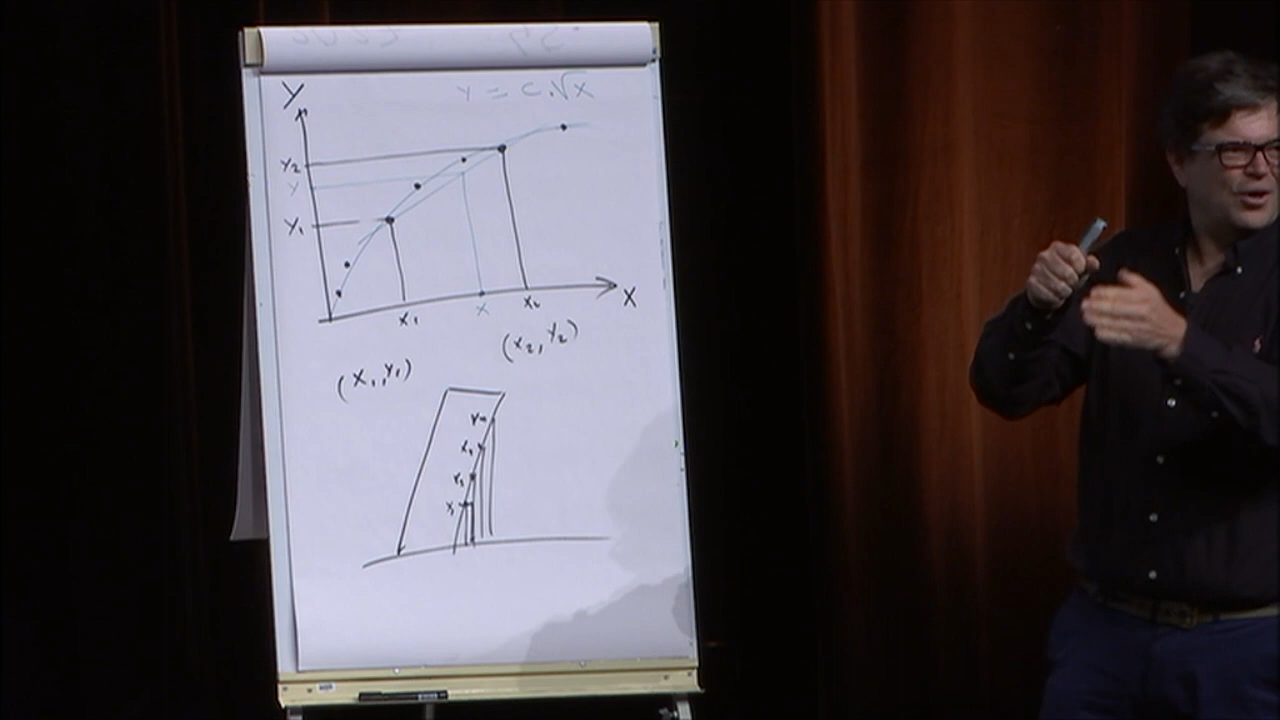 Y
y = c.√x
Y₂
Y
Y₁
X₁
X
X₂
X
(X₂, Y₂)
(X₁, Y₁)